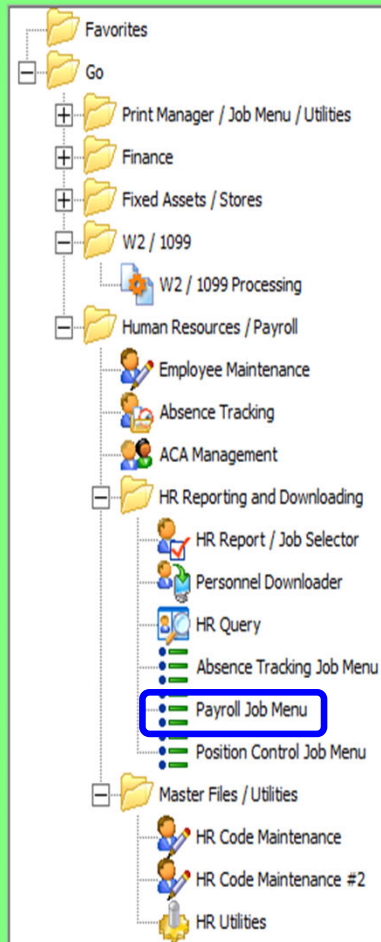 Favorites
Go
Print Manager / Job Menu / Utilities
Finance
Fixed Assets / Stores
W2 / 1099
W2 / 1099 Processing
Human Resources / Payroll
Employee Maintenance
Absence Tracking
ACA Management
HR Reporting and Downloading
HR Report / Job Selector
Personnel Downloader
HR Query
Absence Tracking Job Menu
Payroll Job Menu
Position Control Job Menu
Master Files / Utilities
HR Code Maintenance
HR Code Maintenance #2
HR Utilities